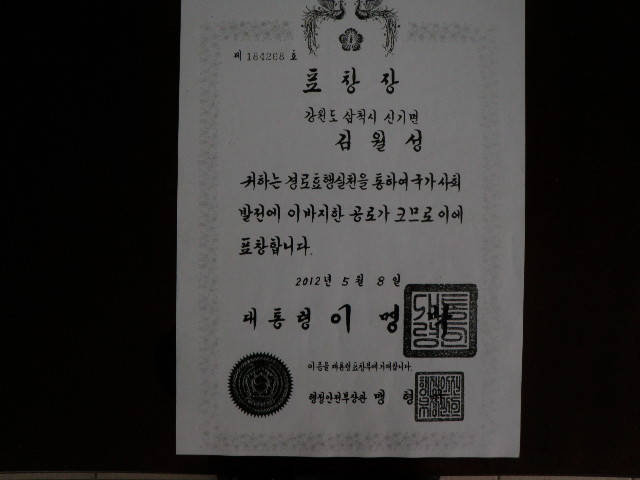 제 184268 호
표 창 장
강원도 삼척시 신기면
김 월 성
귀하는 경로효행실천을 통하여 국가사회
발전에 이바지한 공로가 크므로 이에
표창합니다.
2012년 5 월 8 일
대통령 이 명
이 증을 대통령표창부에 기재합니다.
행정안전부장관 맹 형